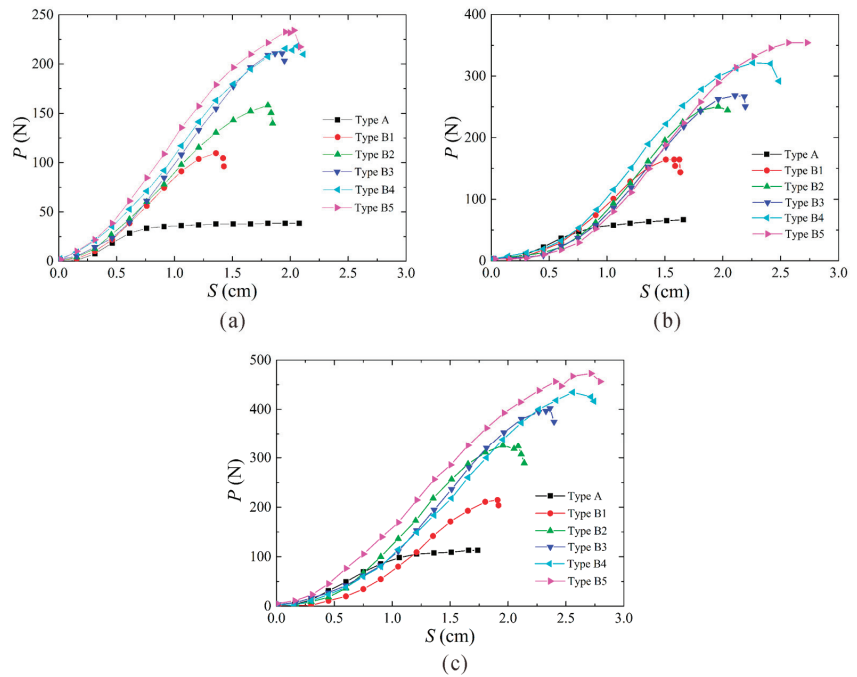 250
200
150
100
50
0
P (N)
0.0 0.5 1.0 1.5 2.0 2.5 3.0
S (cm)
Type A
Type B1
Type B2
Type B3
Type B4
Type B5
(a)
400
300
200
100
0
P (N)
0.0 0.5 1.0 1.5 2.0 2.5 3.0
S (cm)
Type A
Type B1
Type B2
Type B3
Type B4
Type B5
(b)
500
400
300
200
100
0
P (N)
0.0 0.5 1.0 1.5 2.0 2.5 3.0
S (cm)
Type A
Type B1
Type B2
Type B3
Type B4
Type B5
(c)